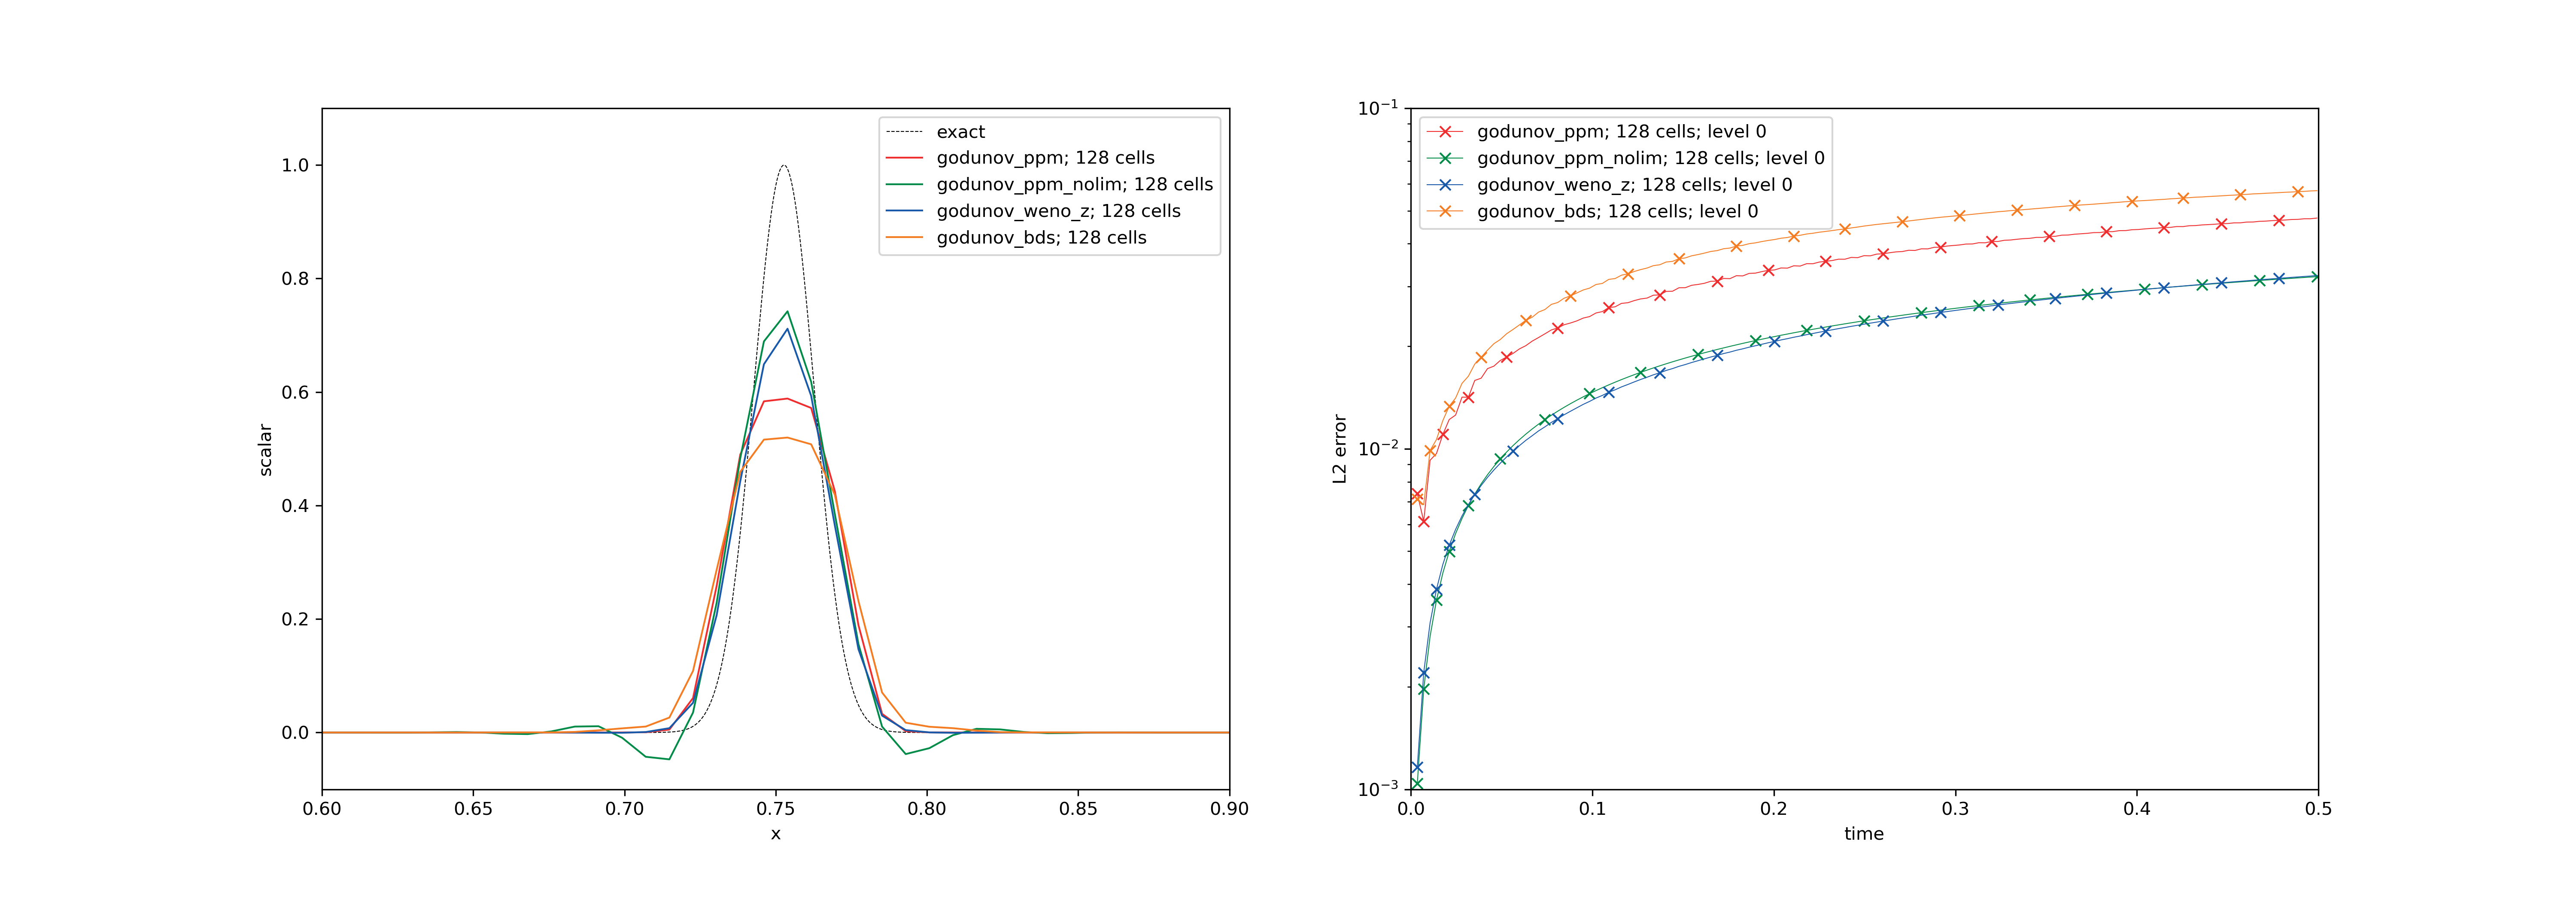 exact
godunov_ppm; 128 cells
godunov_ppm_nolim; 128 cells
godunov_weno_z; 128 cells
godunov_bds; 128 cells
1.0
0.8
0.6
0.4
0.2
0.0
scalar
0.60 0.65 0.70 0.75 0.80 0.85 0.90
x
godunov_ppm; 128 cells; level 0
godunov_ppm_nolim; 128 cells; level 0
godunov_weno_z; 128 cells; level 0
godunov_bds; 128 cells; level 0
10⁻¹
10⁻²
10⁻³
L2 error
0.0 0.1 0.2 0.3 0.4 0.5
time